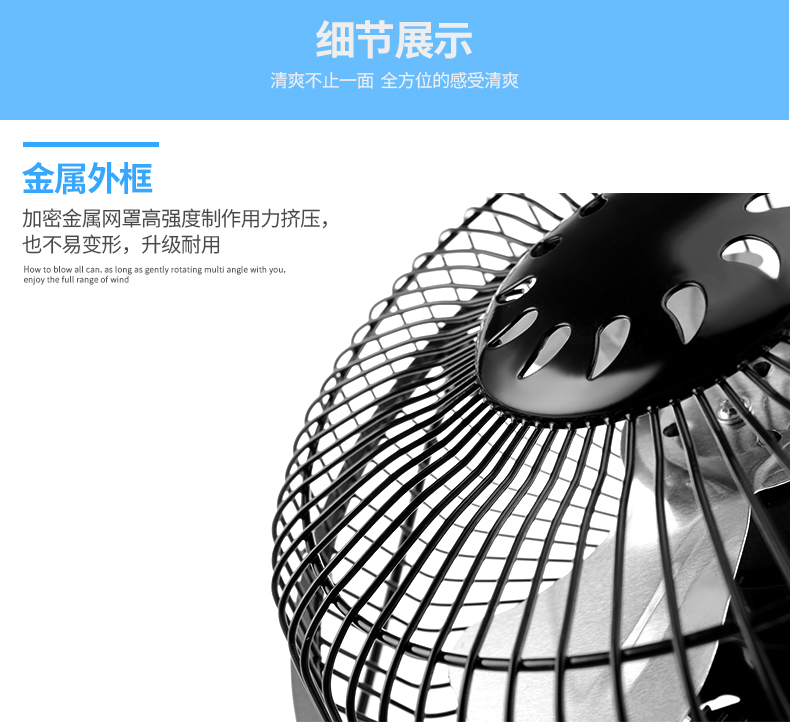 细节展示
清爽不止一面 全方位的感受清爽
金属外框
加密金属网罩高强度制作用力挤压，
也不易变形，升级耐用
How to blow all can, as long as gently rotating multi angle with you,
enjoy the full range of wind